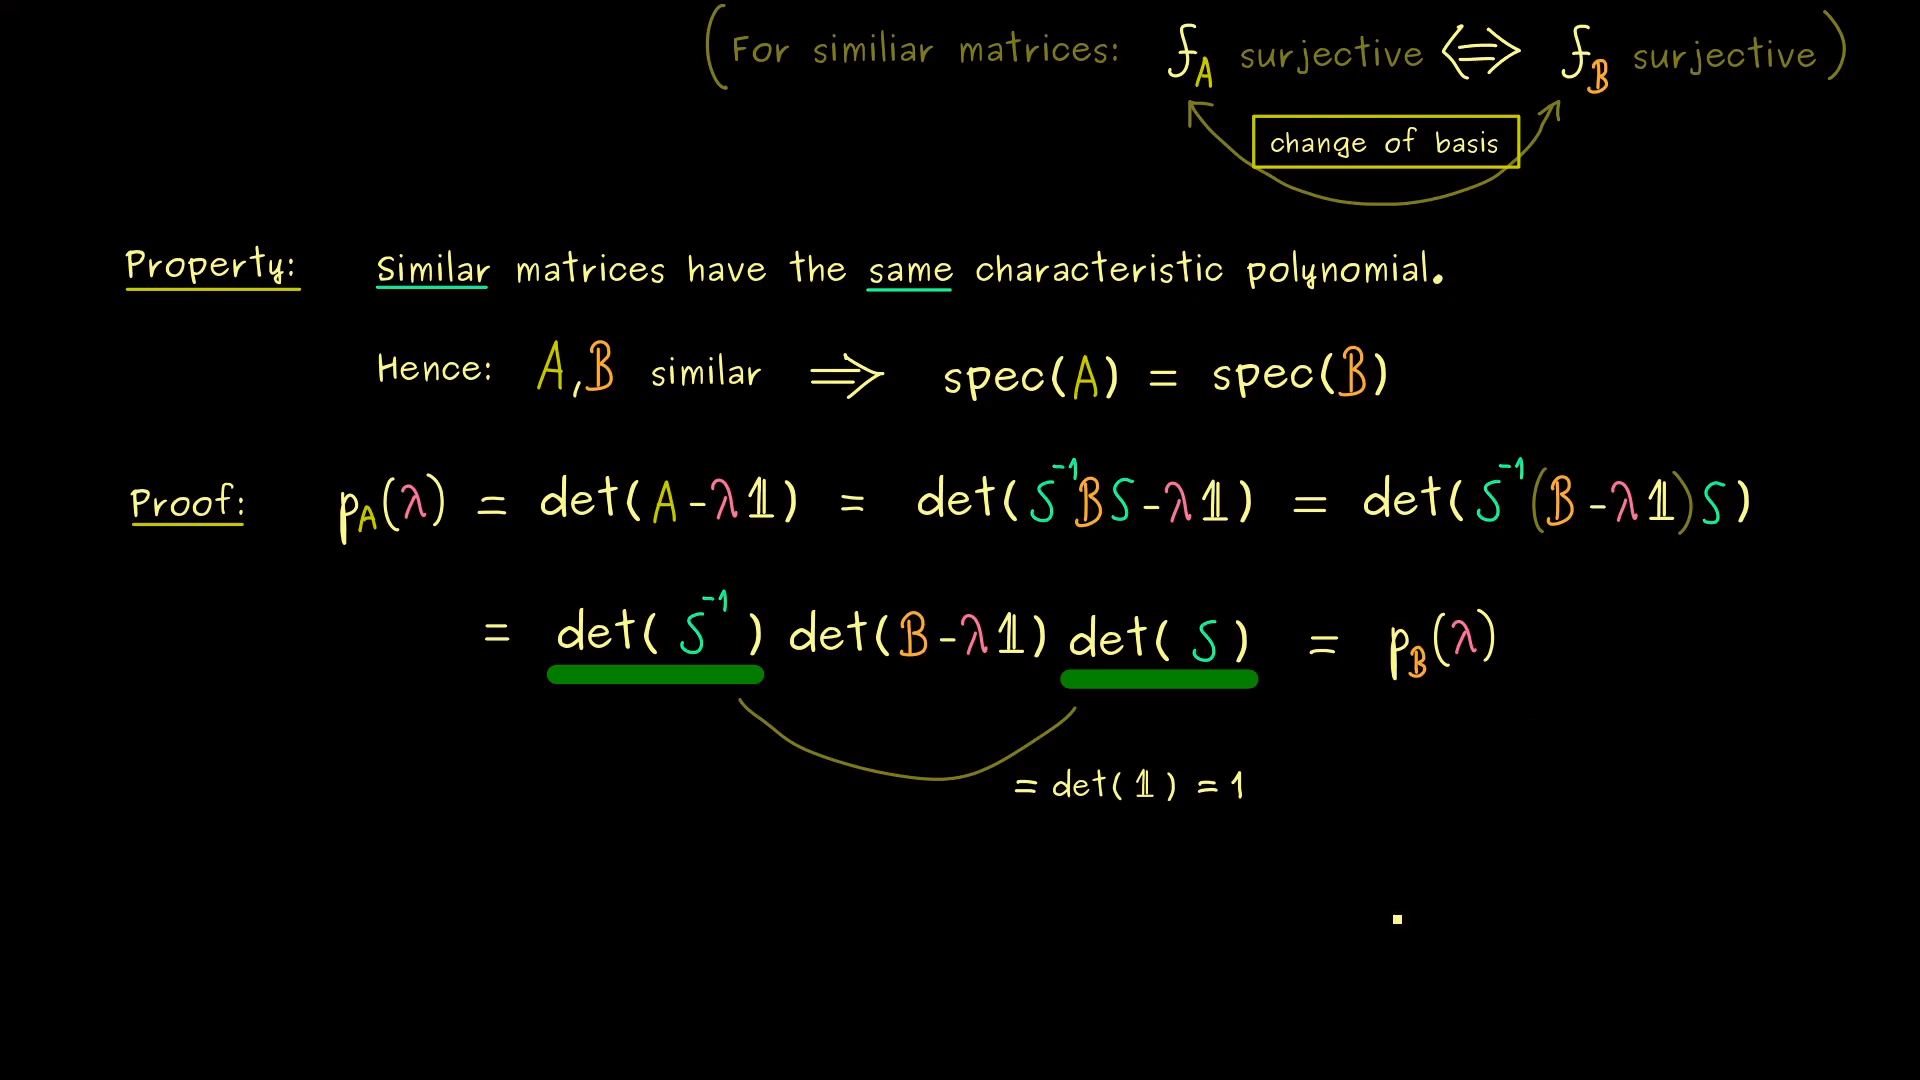 (For similiar matrices: f_A surjective ⟺ f_B surjective)
change of basis
Property: Similar matrices have the same characteristic polynomial.
Hence: A,B similar ⟹ spec(A) = spec(B)
Proof: p_A(λ) = det(A-λ𝟙) = det(S⁻¹BS-λ𝟙) = det(S⁻¹(B-λ𝟙)S)
= det(S⁻¹) det(B-λ𝟙) det(S) = p_B(λ)
= det(𝟙) = 1